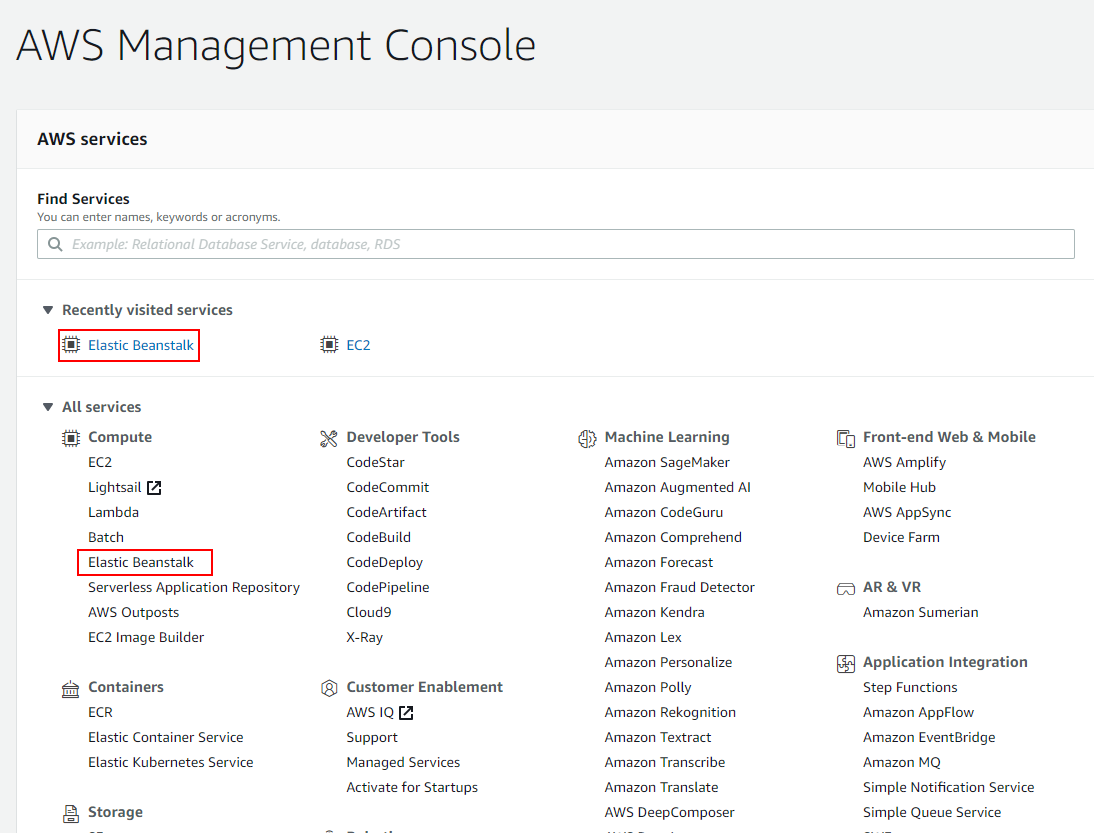 AWS Management Console
AWS services
Find Services
You can enter names, keywords or acronyms.
Example: Relational Database Service, database, RDS
Recently visited services
Elastic Beanstalk
EC2
All services
Compute
EC2
Lightsail
Lambda
Batch
Elastic Beanstalk
Serverless Application Repository
AWS Outposts
EC2 Image Builder
Containers
ECR
Elastic Container Service
Elastic Kubernetes Service
Storage
Developer Tools
CodeStar
CodeCommit
CodeArtifact
CodeBuild
CodeDeploy
CodePipeline
Cloud9
X-Ray
Customer Enablement
AWS IQ
Support
Managed Services
Activate for Startups
Machine Learning
Amazon SageMaker
Amazon Augmented AI
Amazon CodeGuru
Amazon Comprehend
Amazon Forecast
Amazon Fraud Detector
Amazon Kendra
Amazon Lex
Amazon Personalize
Amazon Polly
Amazon Rekognition
Amazon Textract
Amazon Transcribe
Amazon Translate
AWS DeepComposer
Front-end Web & Mobile
AWS Amplify
Mobile Hub
AWS AppSync
Device Farm
AR & VR
Amazon Sumerian
Application Integration
Step Functions
Amazon AppFlow
Amazon EventBridge
Amazon MQ
Simple Notification Service
Simple Queue Service